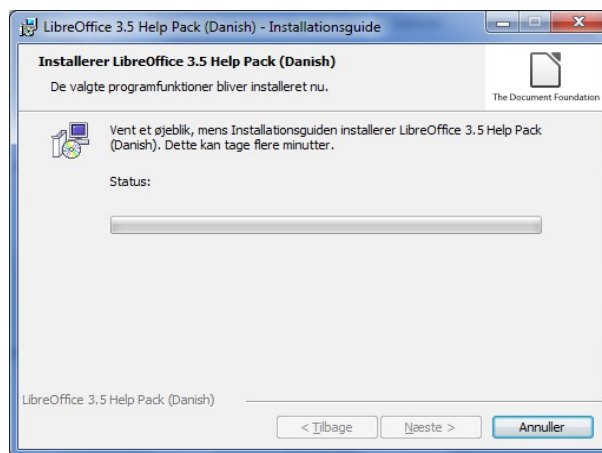 LibreOffice 3.5 Help Pack (Danish) - Installationsguide
Installerer LibreOffice 3.5 Help Pack (Danish)
De valgte programfunktioner bliver installeret nu.
The Document Foundation
Vent et øjeblik, mens Installationsguiden installerer LibreOffice 3.5 Help Pack
(Danish). Dette kan tage flere minutter.
Status:
LibreOffice 3.5 Help Pack (Danish)
< Tilbage
Næste >
Annuller